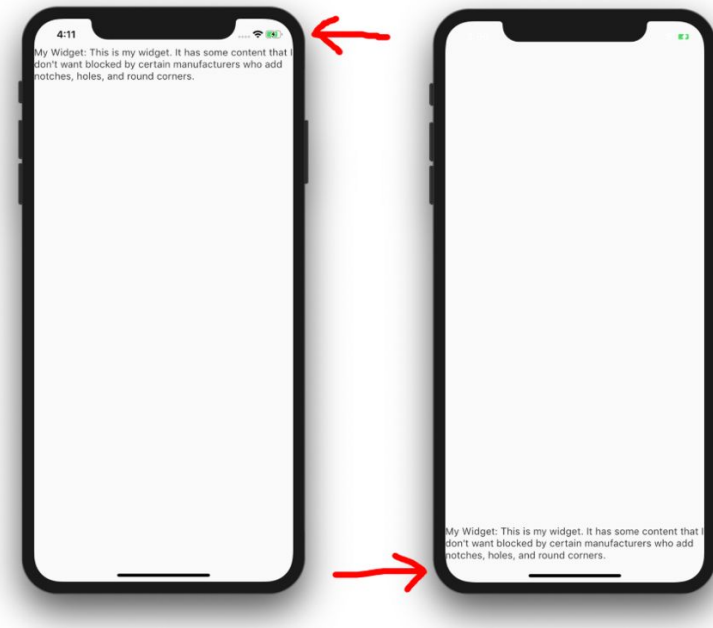 4:11
My Widget: This is my widget. It has some content that I
don't want blocked by certain manufacturers who add
notches, holes, and round corners.
My Widget: This is my widget. It has some content that I
don't want blocked by certain manufacturers who add
notches, holes, and round corners.